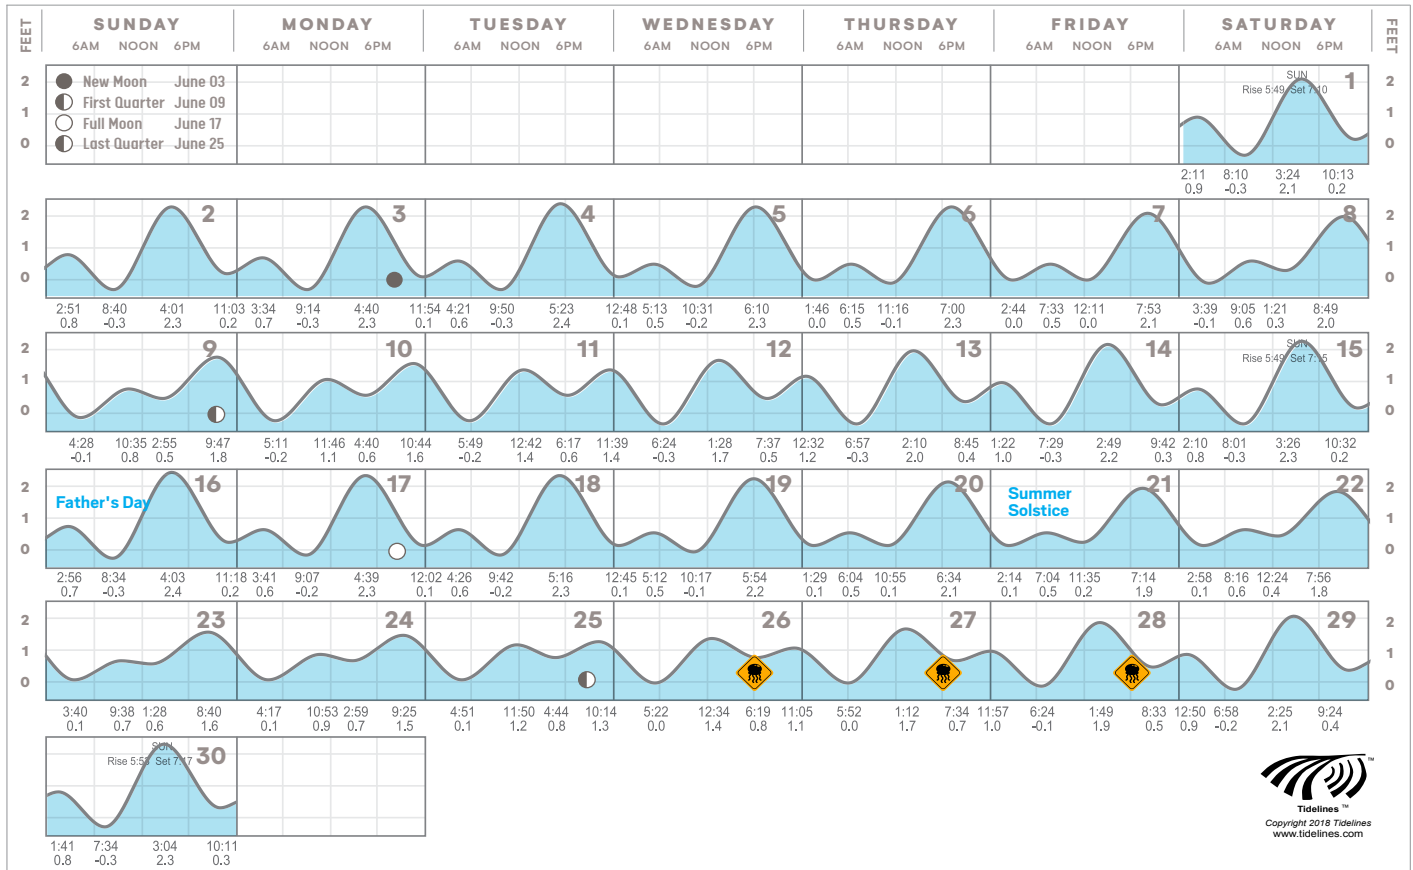 FEET
SUNDAY MONDAY TUESDAY WEDNESDAY THURSDAY FRIDAY SATURDAY
FEET
6AM NOON 6PM 6AM NOON 6PM 6AM NOON 6PM 6AM NOON 6PM 6AM NOON 6PM 6AM NOON 6PM 6AM NOON 6PM
2 2
1 1
0 0
New Moon June 03
First Quarter June 09
Full Moon June 17
Last Quarter June 25
SUN
Rise 5:49 Set 7:10
1
2:11 8:10 3:24 10:13
0.9 -0.3 2.1 0.2
2 2
1 1
0 0
2 3 4 5 6 7 8
2:51 8:40 4:01 11:03 3:34 9:14 4:40 11:54 4:21 9:50 5:23 12:48 5:13 10:31 6:10 1:46 6:15 11:16 7:00 2:44 7:33 12:11 7:53 3:39 9:05 1:21 8:49
0.8 -0.3 2.3 0.2 0.7 -0.3 2.3 0.1 0.6 -0.3 2.4 0.1 0.5 -0.2 2.3 0.0 0.5 -0.1 2.3 0.0 0.5 0.0 2.1 -0.1 0.6 0.3 2.0
2 2
1 1
0 0
9 10 11 12 13 14 15
SUN
Rise 5:49 Set 7:15
4:28 10:35 2:55 9:47 5:11 11:46 4:40 10:44 5:49 12:42 6:17 11:39 6:24 1:28 7:37 12:32 6:57 2:10 8:45 1:22 7:29 2:49 9:42 2:10 8:01 3:26 10:32
-0.1 0.8 0.5 1.8 -0.2 1.1 0.6 1.6 -0.2 1.4 0.6 1.4 -0.3 1.7 0.5 1.2 -0.3 2.0 0.4 1.0 -0.3 2.2 0.3 0.8 -0.3 2.3 0.2
2 2
1 1
0 0
Father's Day
16 17 18 19 20 21 22
Summer
Solstice
2:56 8:34 4:03 11:18 3:41 9:07 4:39 12:02 4:26 9:42 5:16 12:45 5:12 10:17 5:54 1:29 6:04 10:55 6:34 2:14 7:04 11:35 7:14 2:58 8:16 12:24 7:56
0.7 -0.3 2.4 0.2 0.6 -0.2 2.3 0.1 0.6 -0.2 2.3 0.1 0.5 -0.1 2.2 0.1 0.5 0.1 2.1 0.1 0.5 0.2 1.9 0.1 0.6 0.4 1.8
2 2
1 1
0 0
23 24 25 26 27 28 29
3:40 9:38 1:28 8:40 4:17 10:53 2:59 9:25 4:51 11:50 4:44 10:14 5:22 12:34 6:19 11:05 5:52 1:12 7:34 11:57 6:24 1:49 8:33 12:50 6:58 2:25 9:24
0.1 0.7 0.6 1.6 0.1 0.9 0.7 1.5 0.1 1.2 0.8 1.3 0.0 1.7 0.8 1.1 0.0 1.7 0.7 1.0 -0.1 1.9 0.5 0.9 -0.2 2.1 0.4
SUN
Set 7:17
30
1:41 7:34 3:04 10:11
0.8 -0.3 2.3 0.3
Tidelines ™
Copyright 2018 Tidelines
www.tidelines.com